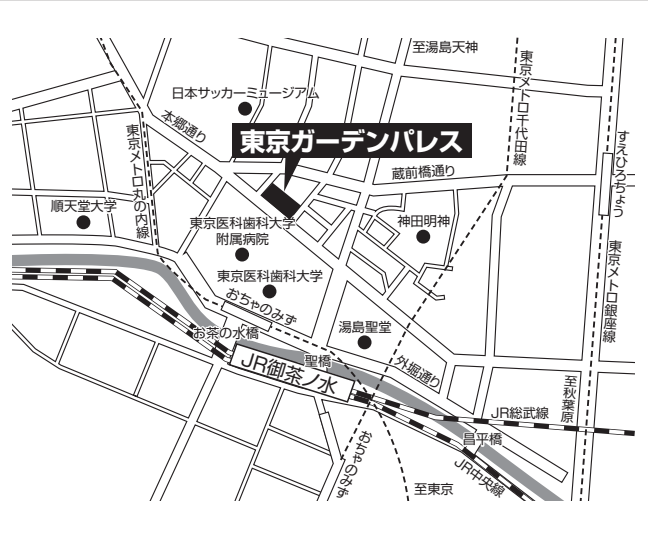 至湯島天神
日本サッカーミュージアム
本郷通り
東京メトロ千代田線
東京ガーデンパレス
東京メトロ丸の内線
蔵前橋通り
すえひろちょう
順天堂大学
東京医科歯科大学
附属病院
神田明神
東京医科歯科大学
東京メトロ銀座線
おちゃのみず
お茶の水橋
湯島聖堂
聖橋
外堀通り
JR御茶ノ水
至秋葉原
JR総武線
昌平橋
おちゃのみず
JR中央線
至東京